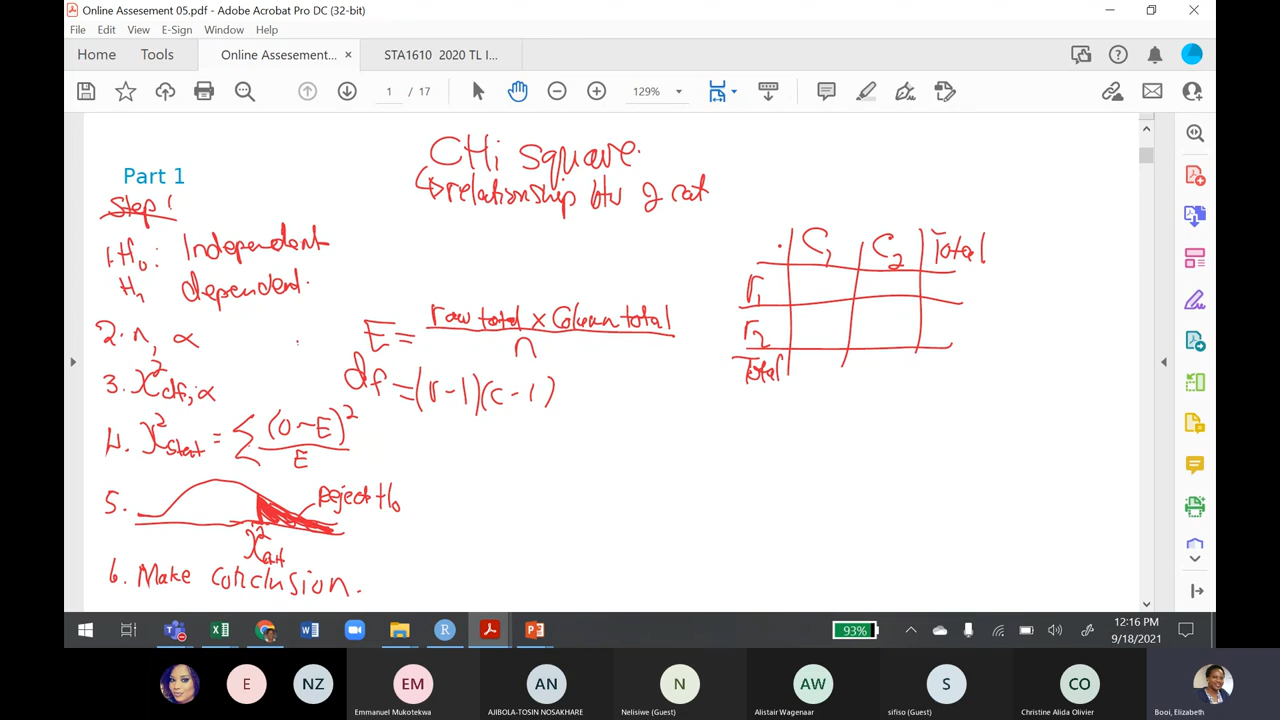 Online Assesement 05.pdf - Adobe Acrobat Pro DC (32-bit)
File Edit View E-Sign Window Help
Home Tools Online Assesement... × STA1610 2020 TL I...
1 / 17 129%
CHi square
↳relationship btw 2 cat
Part 1
Step 1
1. H₀: Independent
H₁ dependent.
2. n, α
3. χ²df, α
4. χ²stat = Σ (O-E)²
E
5. Reject H₀
χ²crit
6. Make conclusion.
E = row total × Column total
n
df = (r-1)(c-1)
C₁ C₂ Total
r₁
r₂
Total
93%
12:16 PM
9/18/2021
E NZ EM AN N AW S CO
Emmanuel Mukotekwa AJIBOLA-TOSIN NOSAKHARE Nelisiwe (Guest) Alistair Wagenaar sifiso (Guest) Christine Alida Olivier Booi, Elizabeth